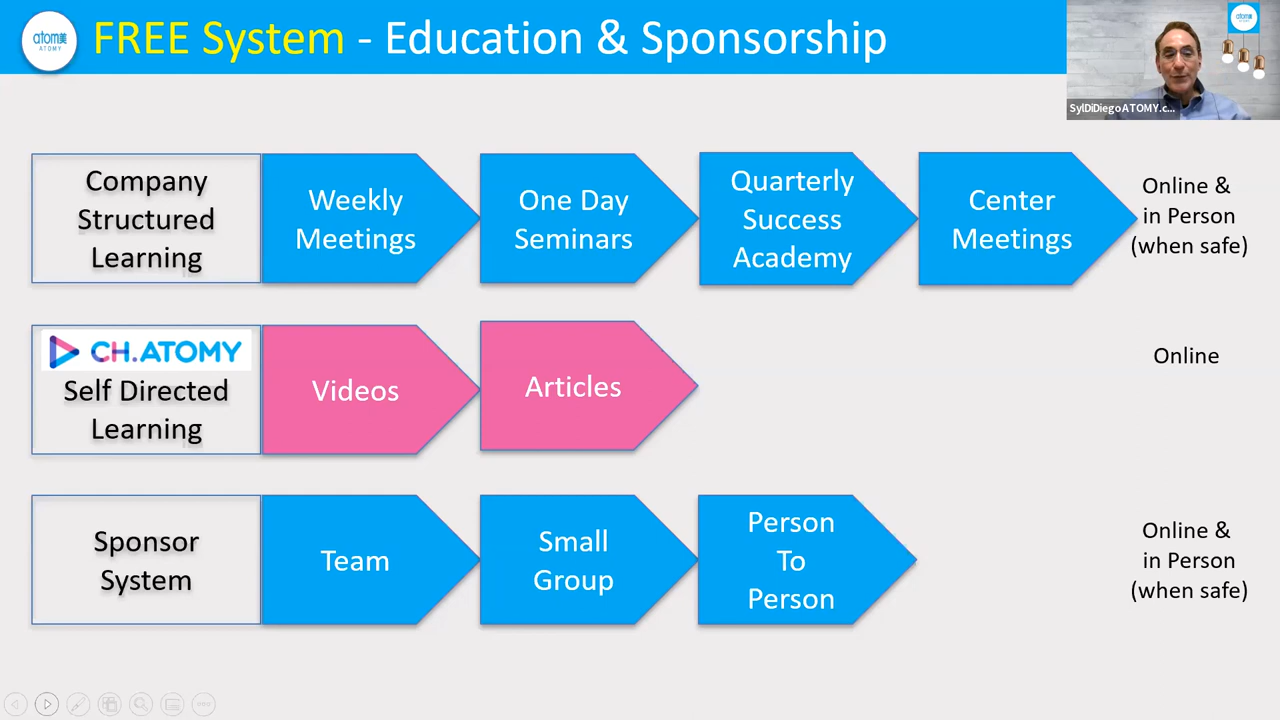 atom美
ATOMY
FREE System - Education & Sponsorship
SylDiDiegoATOMY.c...
Company
Structured
Learning
Weekly
Meetings
One Day
Seminars
Quarterly
Success
Academy
Center
Meetings
Online &
in Person
(when safe)
CH.ATOMY
Self Directed
Learning
Videos
Articles
Online
Sponsor
System
Team
Small
Group
Person
To
Person
Online &
in Person
(when safe)